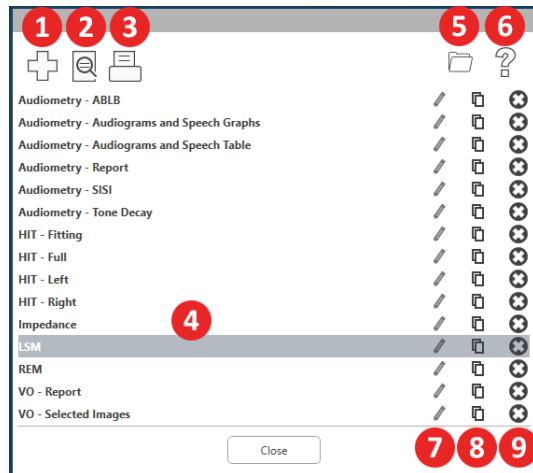 1 2 3 5 6
Audiometry - ABLB
Audiometry - Audiograms and Speech Graphs
Audiometry - Audiograms and Speech Table
Audiometry - Report
Audiometry - SISI
Audiometry - Tone Decay
HIT - Fitting
HIT - Full
HIT - Left
HIT - Right
Impedance 4
LSM
REM
VO - Report
VO - Selected Images
Close 7 8 9